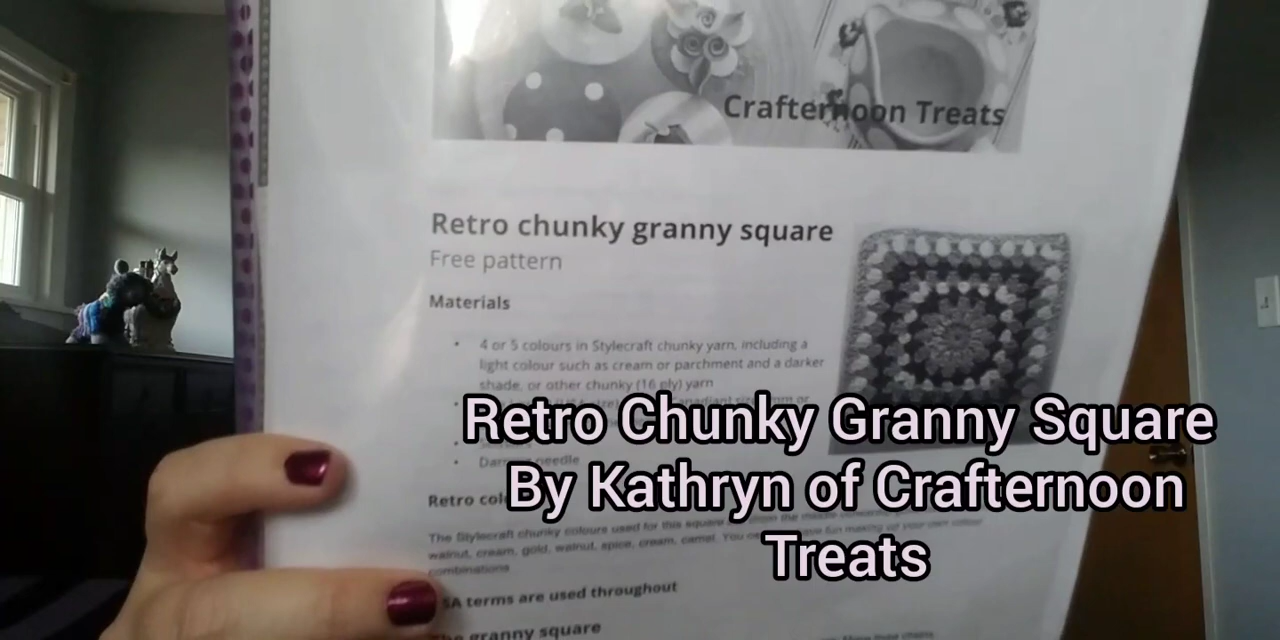 Crafternoon Treats
Retro chunky granny square
Free pattern
Materials
• 4 or 5 colours in Stylecraft chunky yarn, including a
light colour such as cream or parchment and a darker
shade, or other chunky (16 ply) yarn
Retro Chunky Granny Square
By Kathryn of Crafternoon
Treats
• needle
Retro
The Stylecraft chunky colours used for this square
walnut, cream, gold, walnut, spice, cream, camel. You
combinations
SA terms are used throughout
granny square